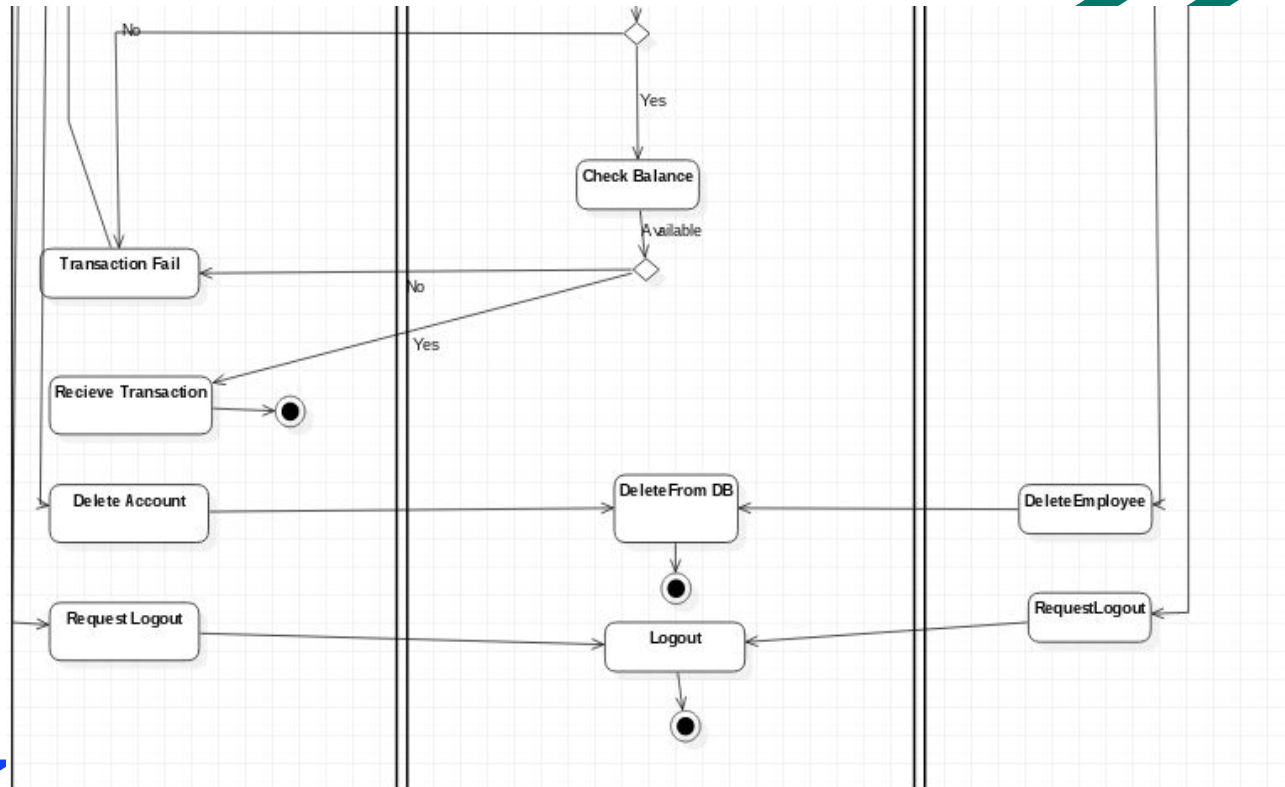 No
Yes
Check Balance
Available
Transaction Fail
No
Yes
Recieve Transaction
Delete Account
DeleteFrom DB
DeleteEmployee
Request Logout
Logout
RequestLogout